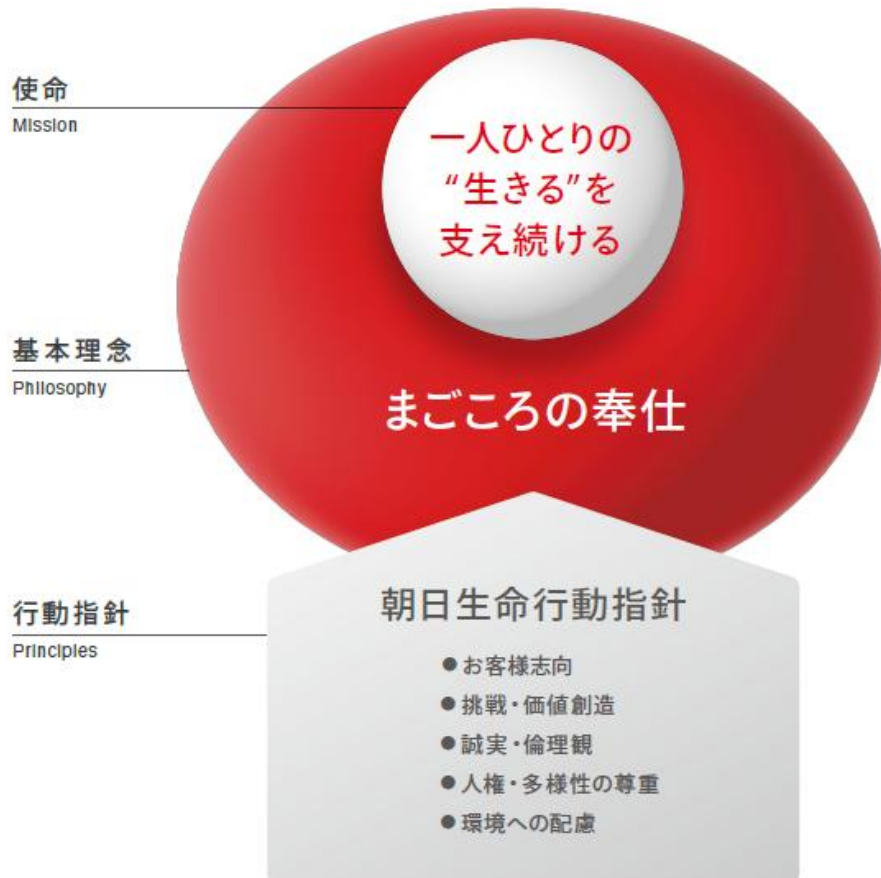 使命
Mission
一人ひとりの
“生きる”を
支え続ける
基本理念
Philosophy
まごころの奉仕
行動指針
Principles
朝日生命行動指針
●お客様志向
●挑戦・価値創造
●誠実・倫理観
●人権・多様性の尊重
●環境への配慮